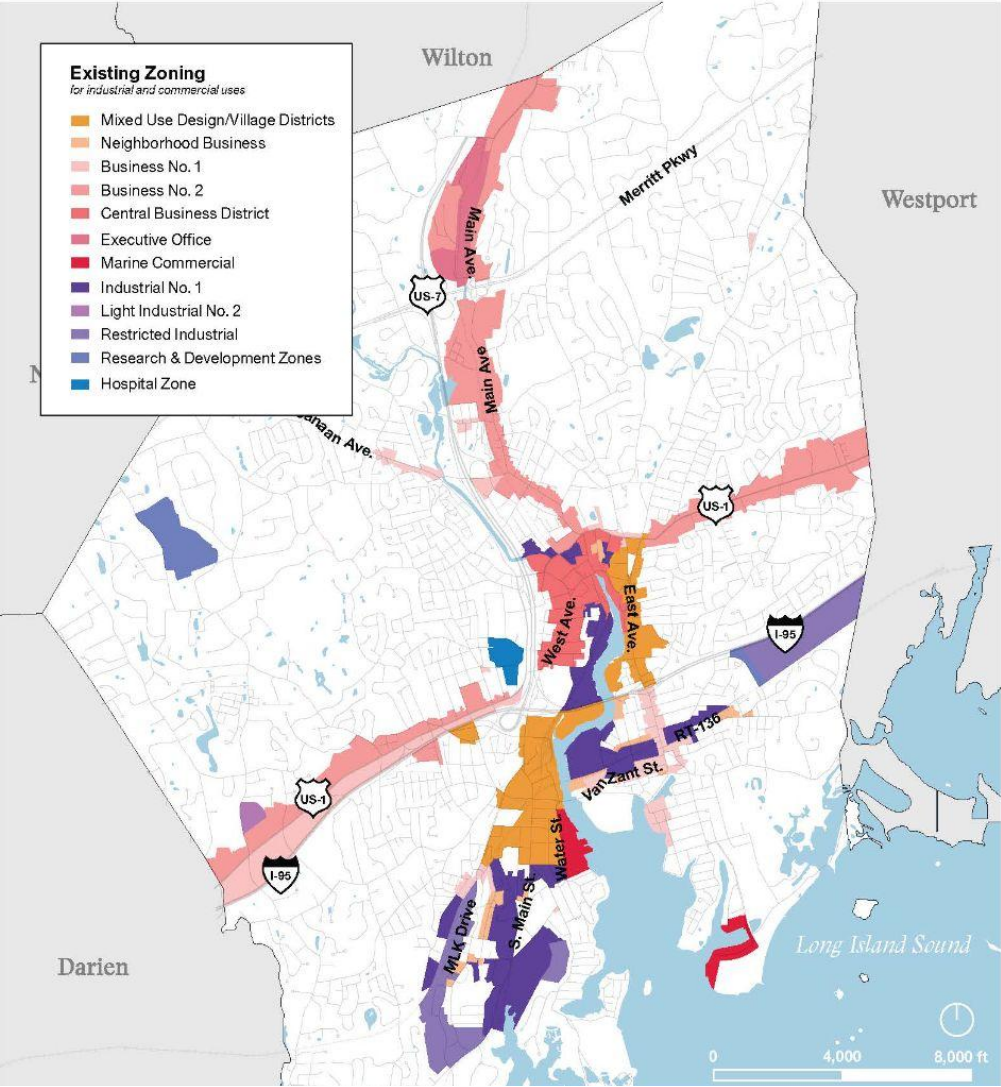 Wilton
Existing Zoning
for industrial and commercial uses
Mixed Use Design/Village Districts
Neighborhood Business
Business No. 1
Business No. 2
Central Business District
Executive Office
Marine Commercial
Industrial No. 1
Light Industrial No. 2
Restricted Industrial
Research & Development Zones
Hospital Zone
Merritt Pkwy
Westport
Main Ave.
US-7
N
Main Ave
anaan Ave.
US-1
East Ave.
West Ave.
I-95
RT-136
Van Zant St.
US-1
Water St.
I-95
S. Main St.
MLK Drive
Long Island Sound
Darien
0
4,000
8,000 ft